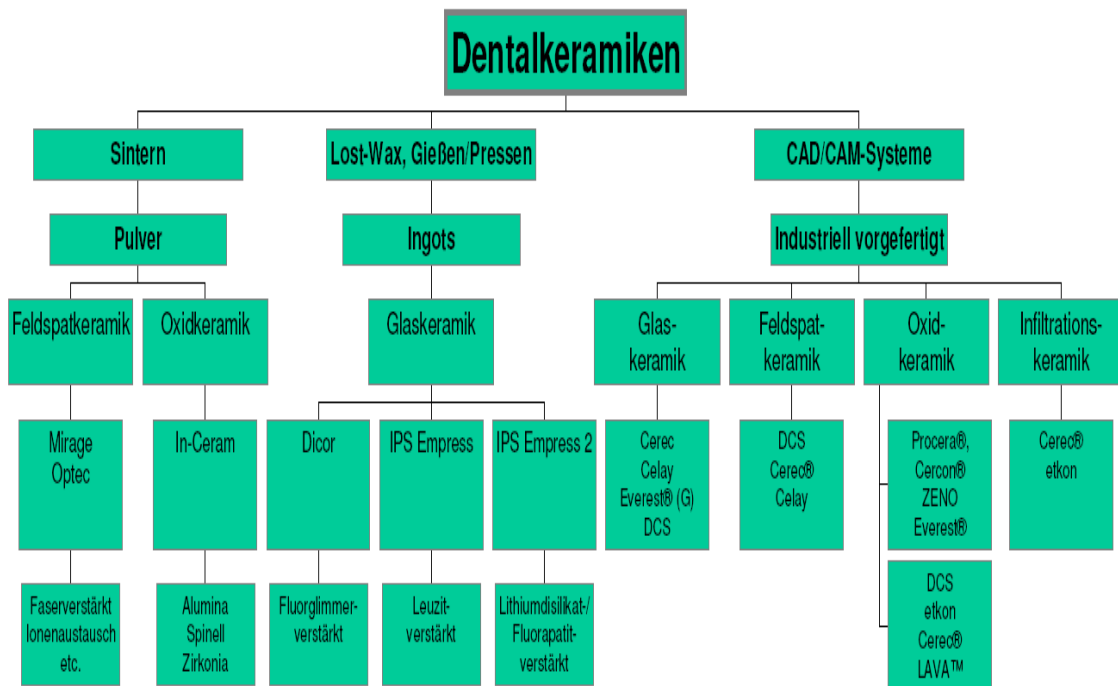 Dentalkeramiken
Sintern
Lost-Wax, Gießen/Pressen
CAD/CAM-Systeme
Pulver
Ingots
Industriell vorgefertigt
Feldspatkeramik
Oxidkeramik
Glaskeramik
Glas-
keramik
Feldspat-
keramik
Oxid-
keramik
Infiltrations-
keramik
Mirage
Optec
In-Ceram
Dicor
IPS Empress
IPS Empress 2
Cerec
Celay
Everest® (G)
DCS
DCS
Cerec®
Celay
Procera®,
Cercon®
ZENO
Everest®
Cerec®
etkon
Faserverstärkt
Ionenaustausch
etc.
Alumina
Spinell
Zirkonia
Fluorglimmer-
verstärkt
Leuzit-
verstärkt
Lithiumdisilikat-/
Fluorapatit-
verstärkt
DCS
etkon
Cerec®
LAVA™